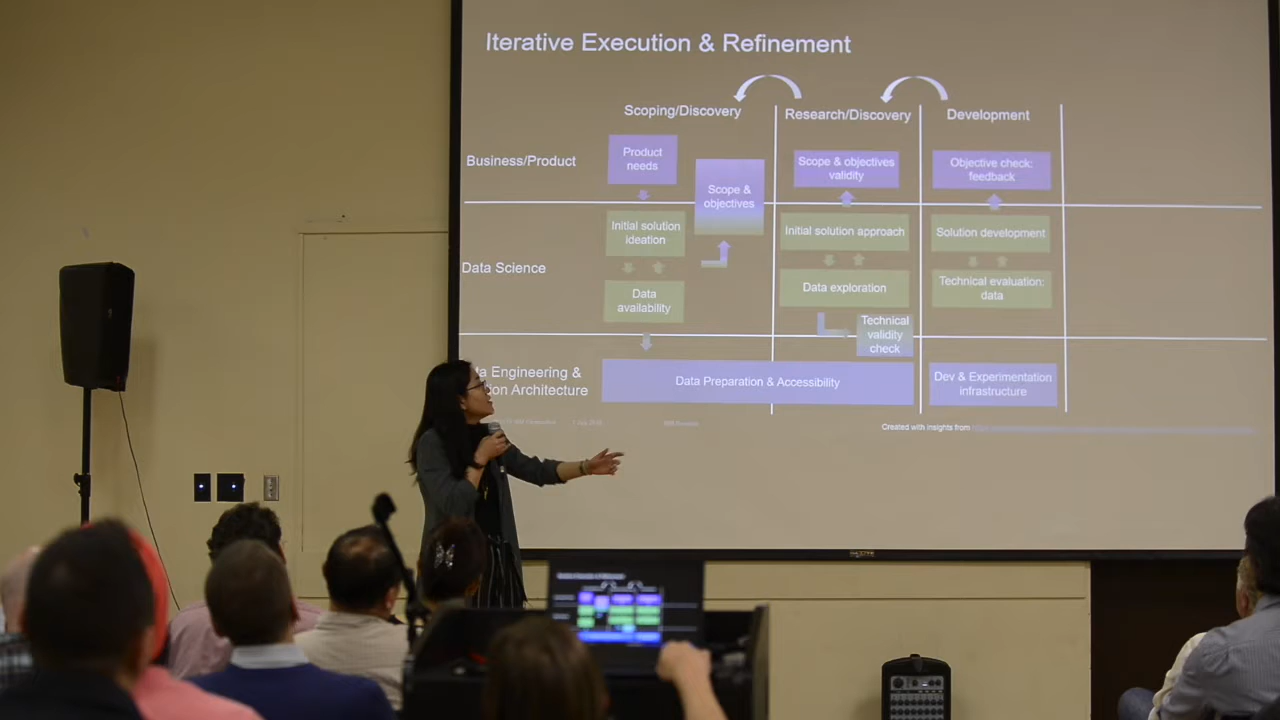 Iterative Execution & Refinement
Scoping/Discovery
Research/Discovery
Development
Business/Product
Product
needs
Scope &
objectives
Scope & objectives
validity
Objective check:
feedback
Data Science
Initial solution
ideation
Data
availability
Initial solution approach
Data exploration
Technical
validity
check
Solution development
Technical evaluation:
data
Engineering &
Architecture
Data Preparation & Accessibility
Dev & Experimentation
infrastructure
Created with insights from